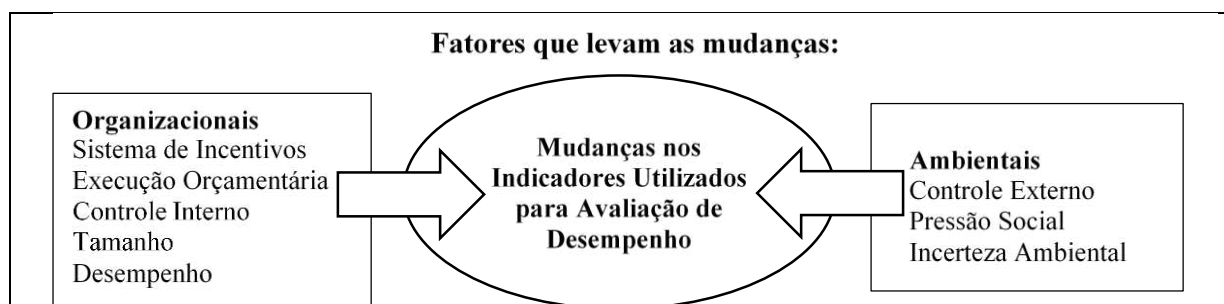 Fatores que levam as mudanças:
Organizacionais
Sistema de Incentivos
Execução Orçamentária
Controle Interno
Tamanho
Desempenho
Mudanças nos
Indicadores Utilizados
para Avaliação de
Desempenho
Ambientais
Controle Externo
Pressão Social
Incerteza Ambiental